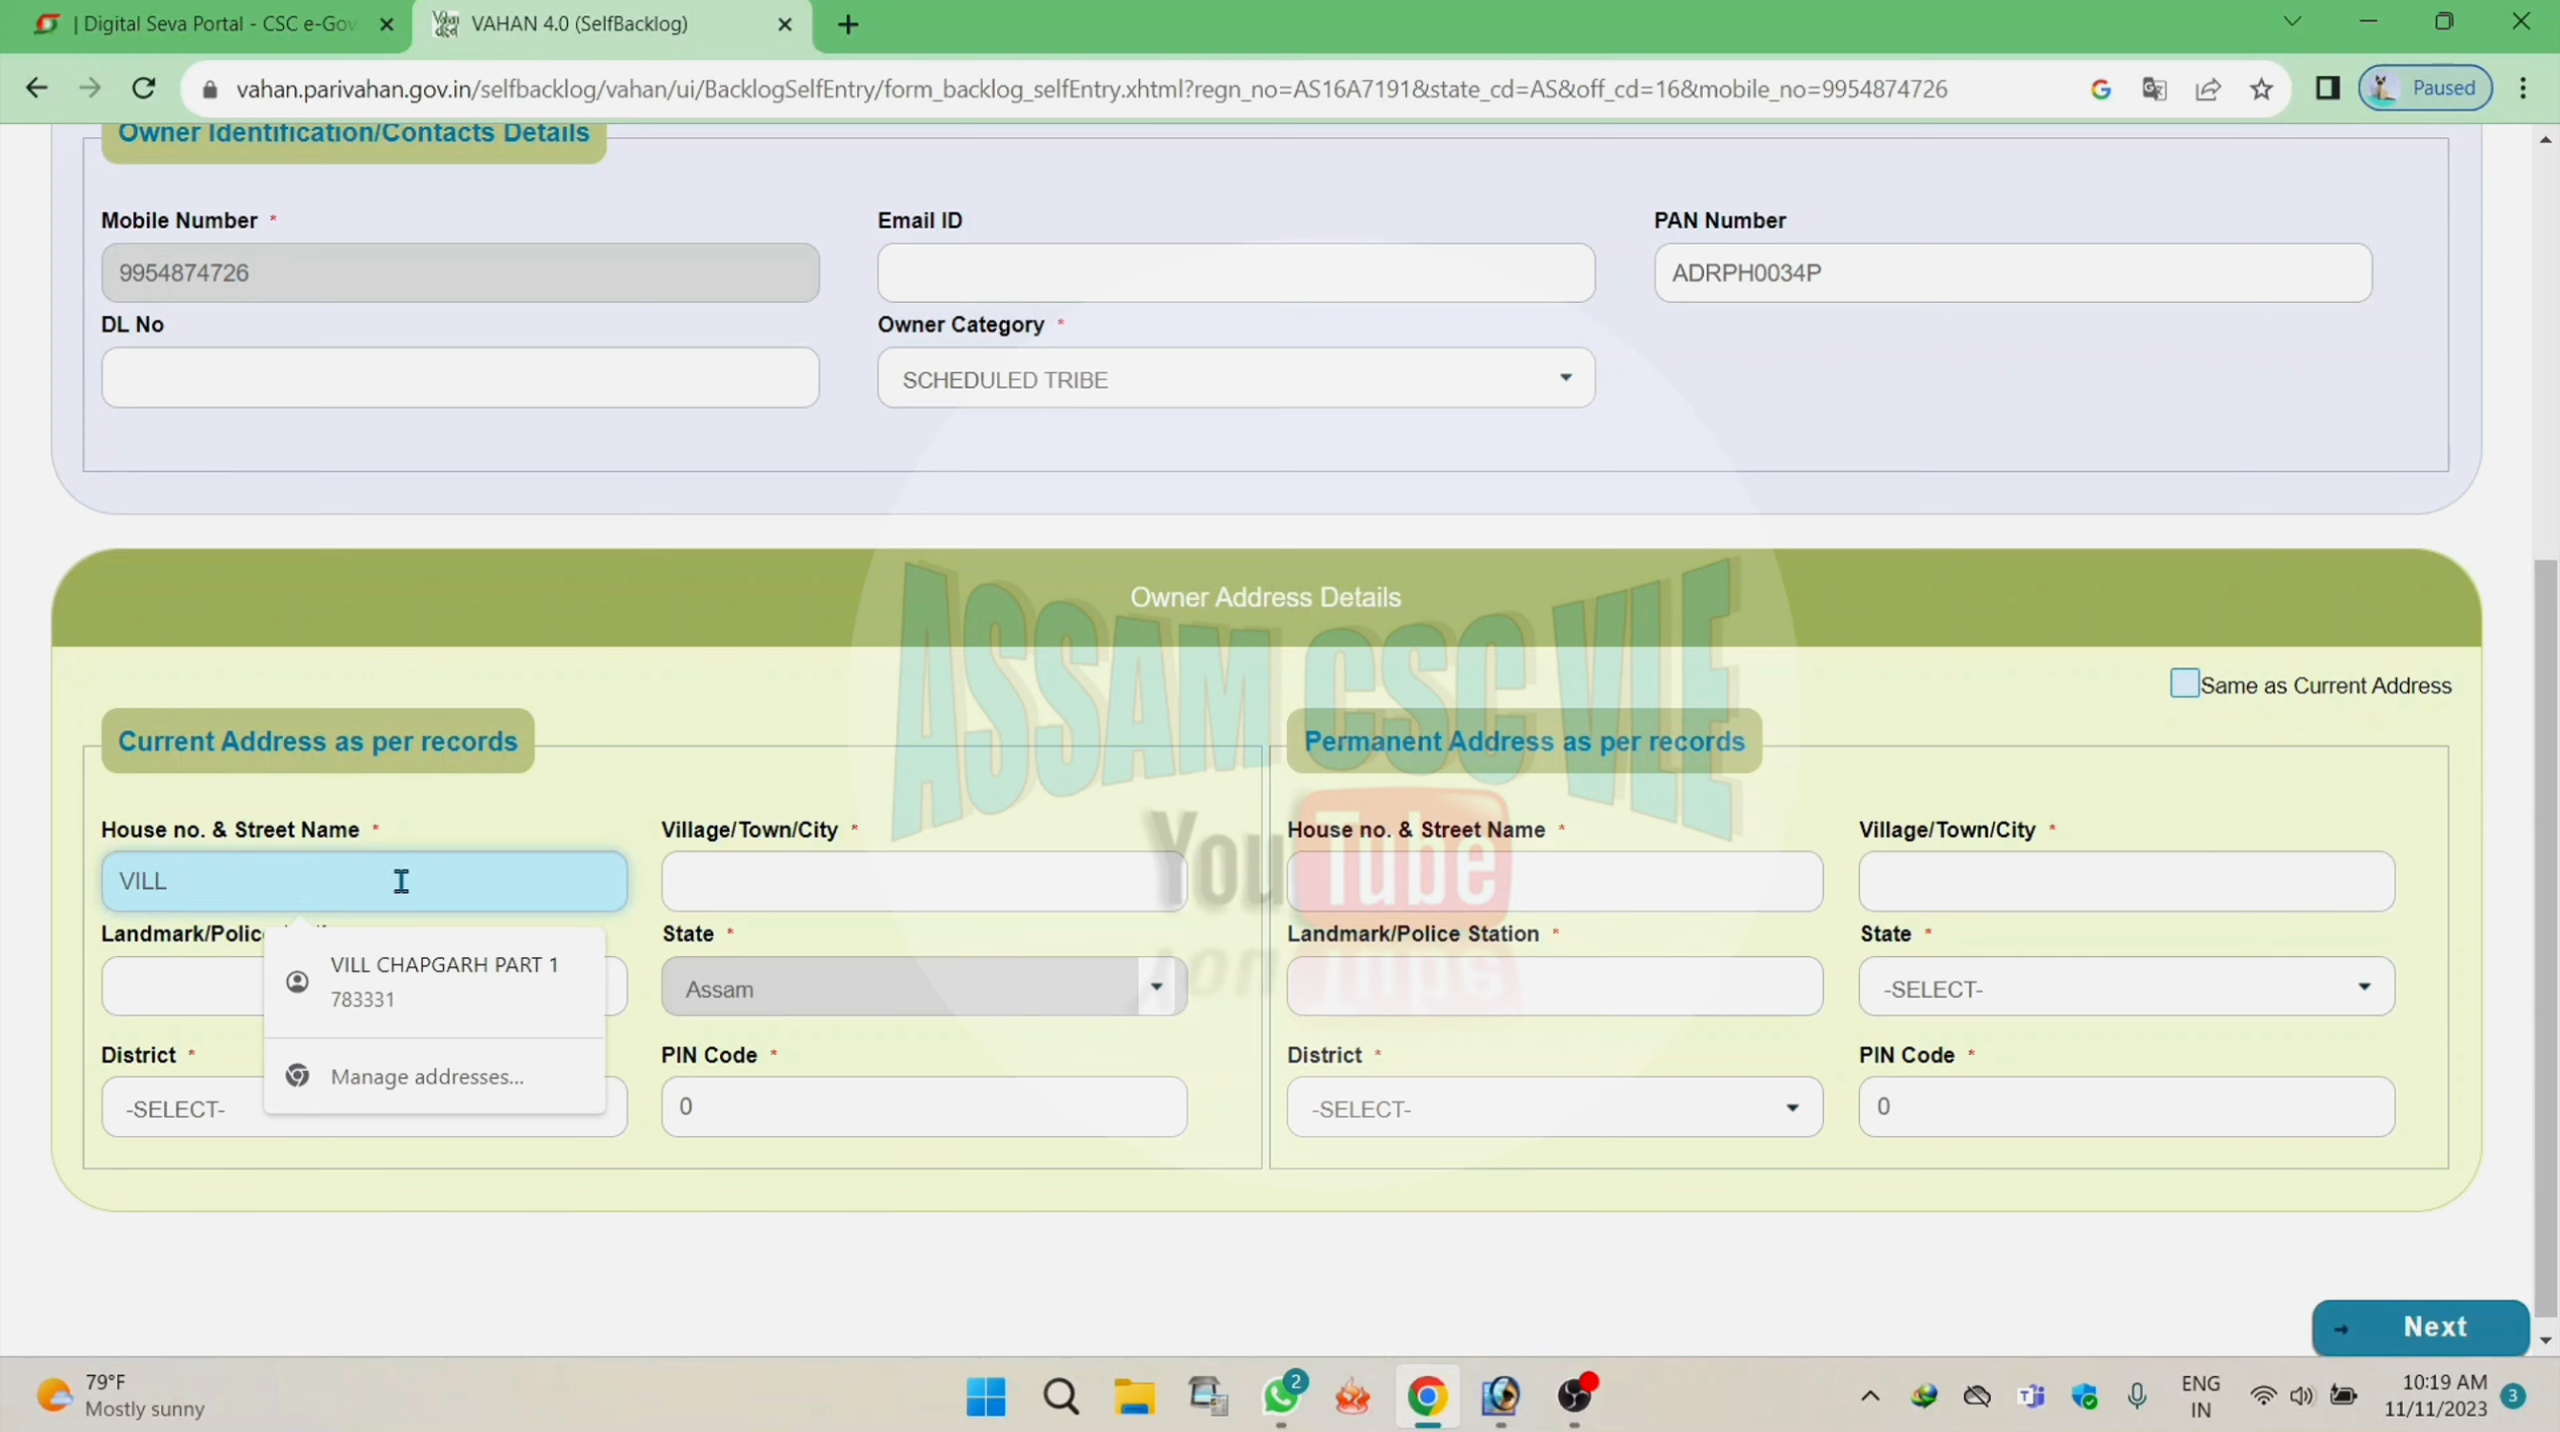 | Digital Seva Portal - CSC e-Gov
VAHAN 4.0 (SelfBacklog)
vahan.parivahan.gov.in/selfbacklog/vahan/ui/BacklogSelfEntry/form_backlog_selfEntry.xhtml?regn_no=AS16A7191&state_cd=AS&off_cd=16&mobile_no=9954874726
Paused
Owner Identification/Contacts Details
Mobile Number *
Email ID
PAN Number
9954874726
ADRPH0034P
DL No
Owner Category *
SCHEDULED TRIBE
Owner Address Details
Same as Current Address
ASSAM CSC VLE
Current Address as per records
Permanent Address as per records
House no. & Street Name *
Village/Town/City *
House no. & Street Name *
Village/Town/City *
VILL
YouTube
State *
Landmark/Police Station *
State *
VILL CHAPGARH PART 1
783331
Assam
-SELECT-
District *
PIN Code *
District *
PIN Code *
Manage addresses...
-SELECT-
0
-SELECT-
0
Next
79°F
Mostly sunny
2
ENG
IN
10:19 AM
11/11/2023
3